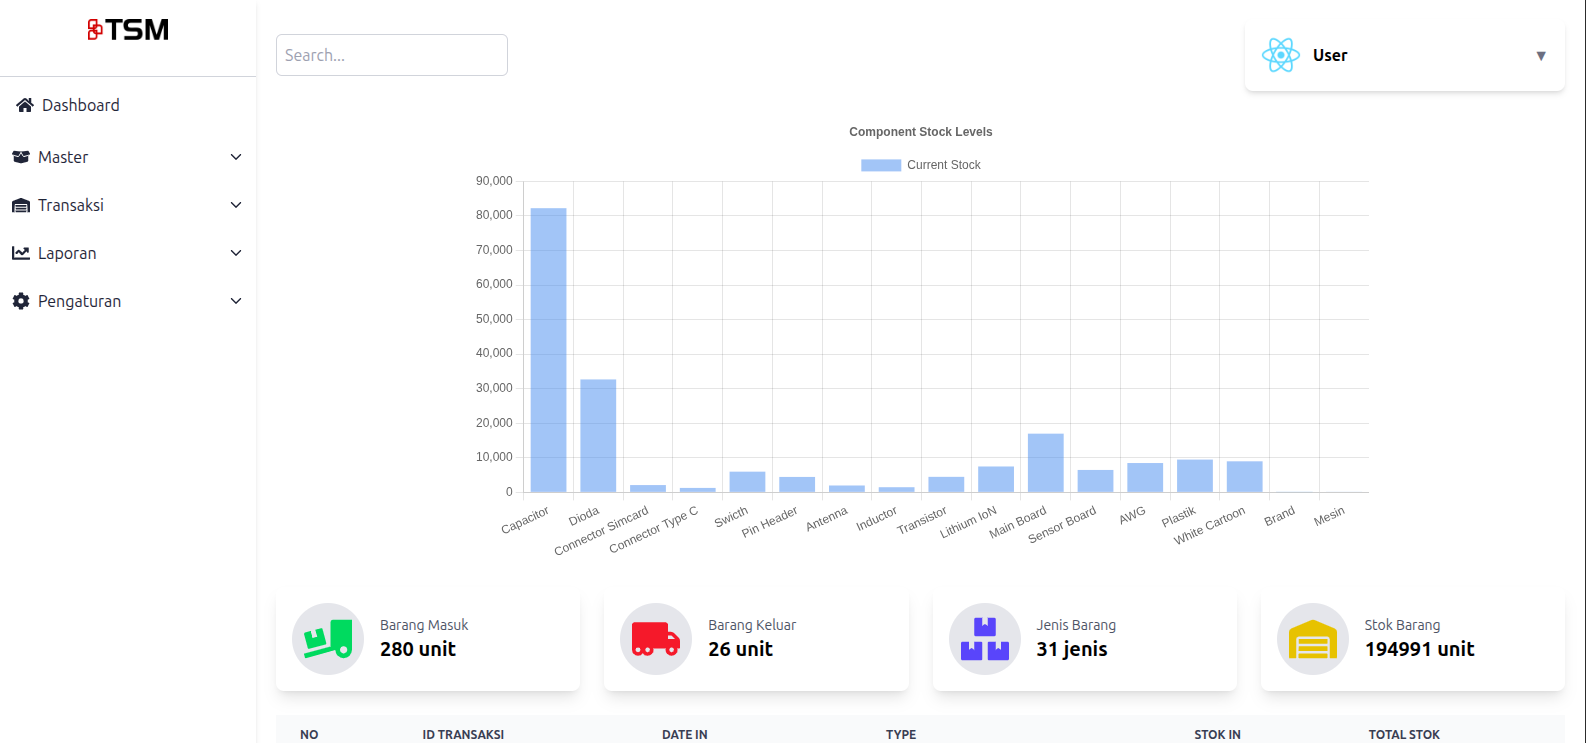 TSM
Search...
User
Dashboard
Master
Transaksi
Laporan
Pengaturan
Component Stock Levels
Current Stock
90,000
80,000
70,000
60,000
50,000
40,000
30,000
20,000
10,000
0
Capacitor
Dioda
Connector Simcard
Connector Type C
Swicth
Pin Header
Antenna
Inductor
Transistor
Lithium IoN
Main Board
Sensor Board
AWG
Plastik
White Cartoon
Brand
Mesin
Barang Masuk
280 unit
Barang Keluar
26 unit
Jenis Barang
31 jenis
Stok Barang
194991 unit
NO ID TRANSAKSI DATE IN TYPE STOK IN TOTAL STOK